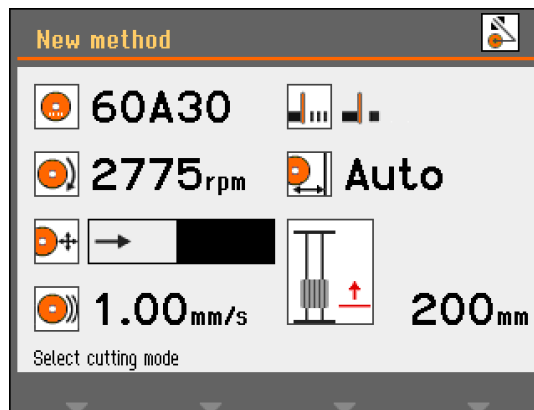 New method
60A30
2775rpm
Auto
1.00mm/s
200mm
Select cutting mode